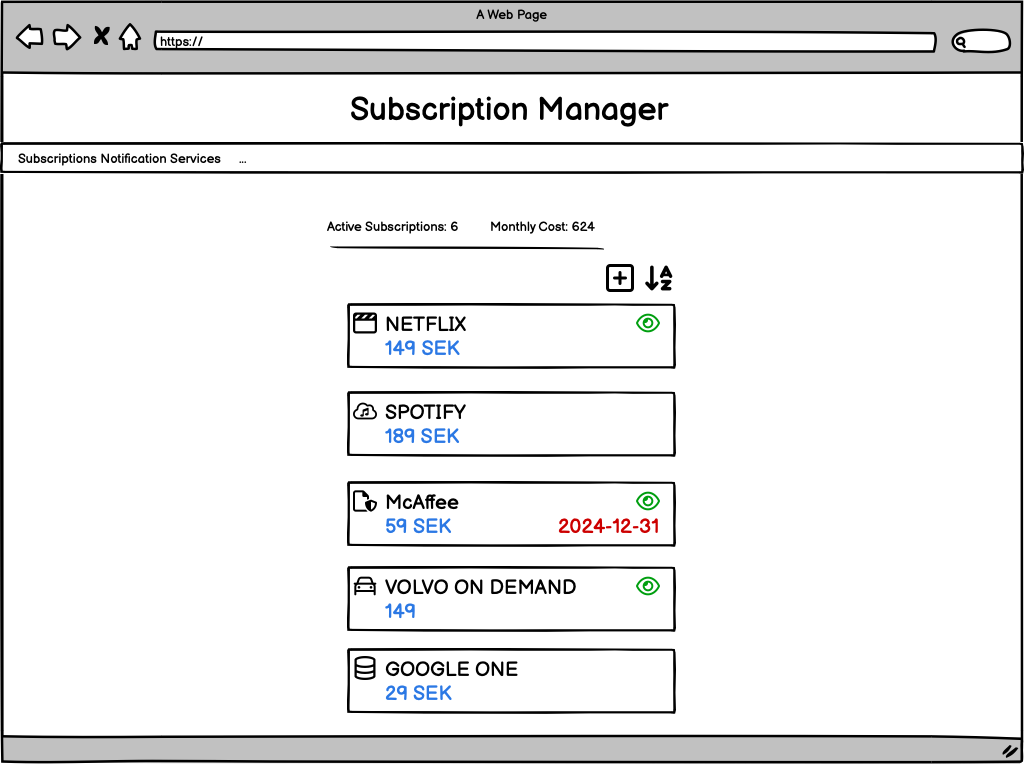 A Web Page
https://
Subscription Manager
Subscriptions Notification Services ...
Active Subscriptions: 6 Monthly Cost: 624
A
Z
NETFLIX
149 SEK
SPOTIFY
189 SEK
McAffee
59 SEK 2024-12-31
VOLVO ON DEMAND
149
GOOGLE ONE
29 SEK